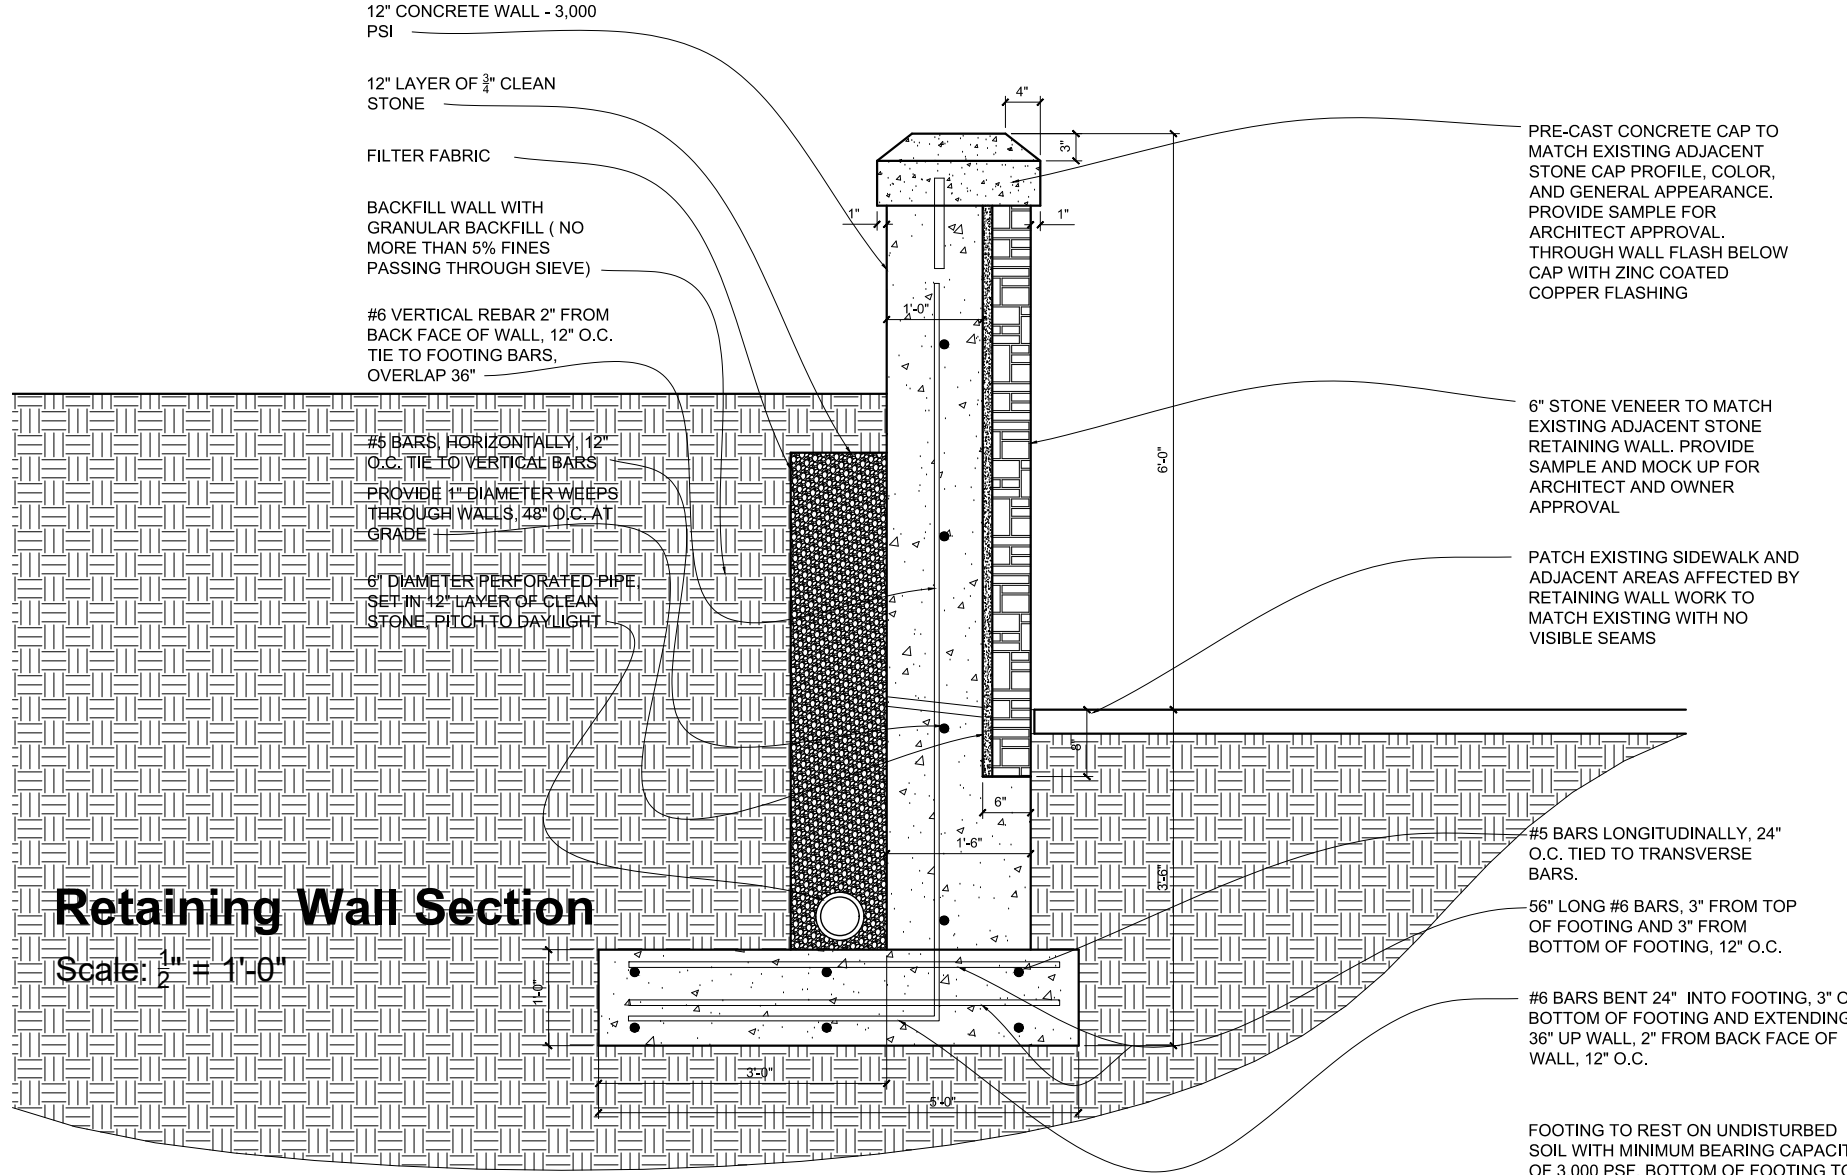 12" CONCRETE WALL - 3,000
PSI
12" LAYER OF 3/4" CLEAN
STONE
FILTER FABRIC
BACKFILL WALL WITH
GRANULAR BACKFILL ( NO
MORE THAN 5% FINES
PASSING THROUGH SIEVE)
#6 VERTICAL REBAR 2" FROM
BACK FACE OF WALL, 12" O.C.
TIE TO FOOTING BARS,
OVERLAP 36"
#5 BARS, HORIZONTALLY, 12"
O.C. TIE TO VERTICAL BARS
PROVIDE 1" DIAMETER WEEPS
THROUGH WALLS, 48" O.C. AT
GRADE
6" DIAMETER PERFORATED PIPE,
SET IN 12" LAYER OF CLEAN
STONE, PITCH TO DAYLIGHT
Retaining Wall Section
Scale: 1/2" = 1'-0"
4"
3"
1"
1"
1'-0"
6'-0"
8"
6"
1'-6"
3'-6"
1'-0"
3'-0"
5'-0"
PRE-CAST CONCRETE CAP TO
MATCH EXISTING ADJACENT
STONE CAP PROFILE, COLOR,
AND GENERAL APPEARANCE.
PROVIDE SAMPLE FOR
ARCHITECT APPROVAL.
THROUGH WALL FLASH BELOW
CAP WITH ZINC COATED
COPPER FLASHING
6" STONE VENEER TO MATCH
EXISTING ADJACENT STONE
RETAINING WALL. PROVIDE
SAMPLE AND MOCK UP FOR
ARCHITECT AND OWNER
APPROVAL
PATCH EXISTING SIDEWALK AND
ADJACENT AREAS AFFECTED BY
RETAINING WALL WORK TO
MATCH EXISTING WITH NO
VISIBLE SEAMS
#5 BARS LONGITUDINALLY, 24"
O.C. TIED TO TRANSVERSE
BARS.
56" LONG #6 BARS, 3" FROM TOP
OF FOOTING AND 3" FROM
BOTTOM OF FOOTING, 12" O.C.
#6 BARS BENT 24" INTO FOOTING, 3" O
BOTTOM OF FOOTING AND EXTENDING
36" UP WALL, 2" FROM BACK FACE OF
WALL, 12" O.C.
FOOTING TO REST ON UNDISTURBED
SOIL WITH MINIMUM BEARING CAPACIT
OF 3,000 PSF. BOTTOM OF FOOTING TO